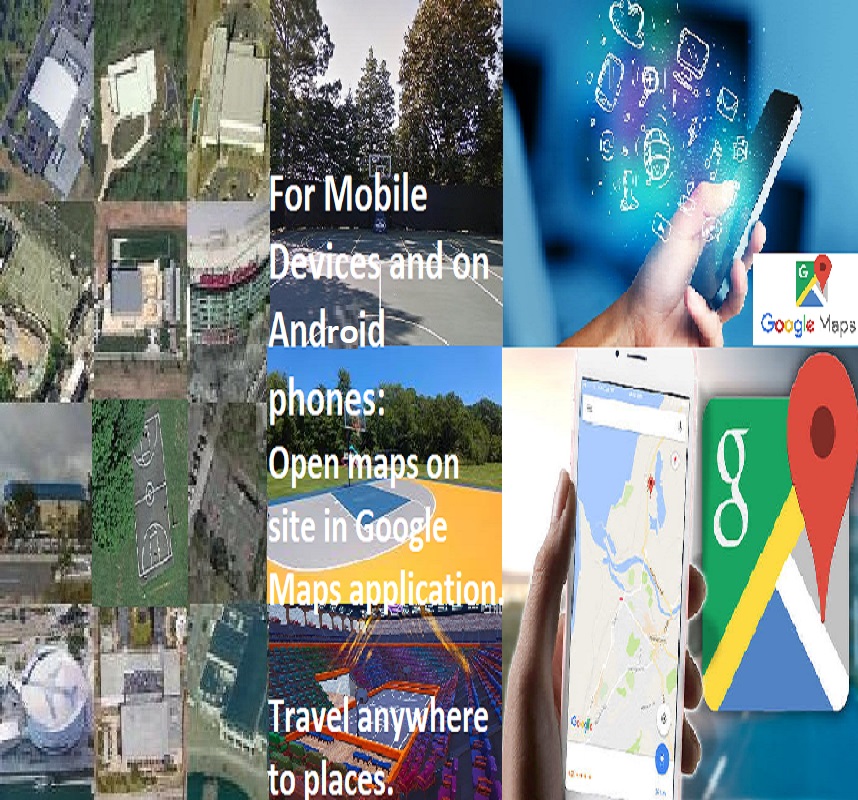 For Mobile
Devices and on
Android
phones:
Open maps on
site in Google
Maps application.
Travel anywhere
to places.
G
Google Maps
g
Google